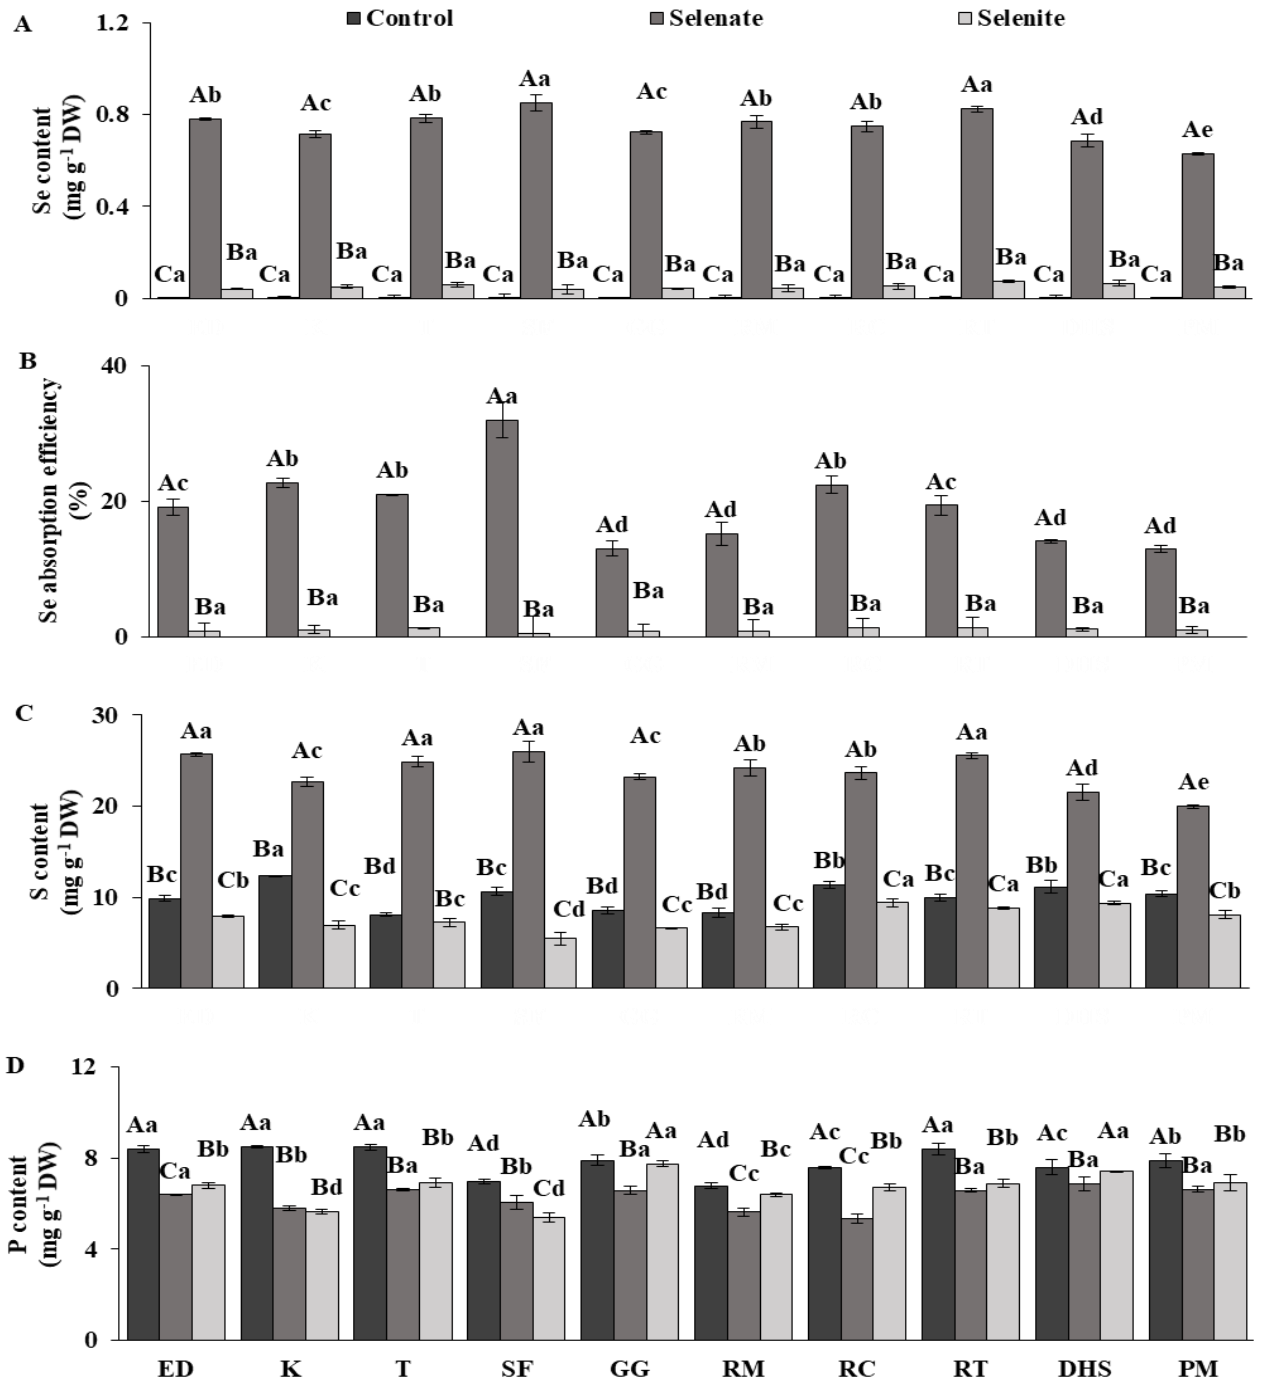 A
Control Selenate Selenite
Se content
(mg g-1 DW)
1.2
0.8
0.4
0
Ca Ab Ba Ca Ac Ba Ca Ab Ba Ca Aa Ba Ca Ac Ba Ca Ab Ba Ca Ab Ba Ca Aa Ba Ca Ad Ba Ca Ae Ba
B
Se absorption efficiency
(%)
40
20
0
Ac Ba Ab Ba Ab Ba Aa Ba Ad Ba Ad Ba Ab Ba Ac Ba Ad Ba Ad Ba
C
S content
(mg g-1 DW)
30
20
10
0
Bc Aa Cb Ba Ac Cc Bd Aa Bc Bc Aa Cd Bd Ac Cc Bd Ab Cc Bb Ab Ca Bc Aa Ca Bb Ad Ca Bc Ae Cb
D
P content
(mg g-1 DW)
12
8
4
0
Aa Ca Bb Aa Bb Bd Aa Ba Bb Ad Bb Cd Ab Ba Aa Ad Cc Bc Ac Cc Bb Aa Ba Bb Ac Ba Aa Ab Ba Bb
ED K T SF GG RM RC RT DHS PM